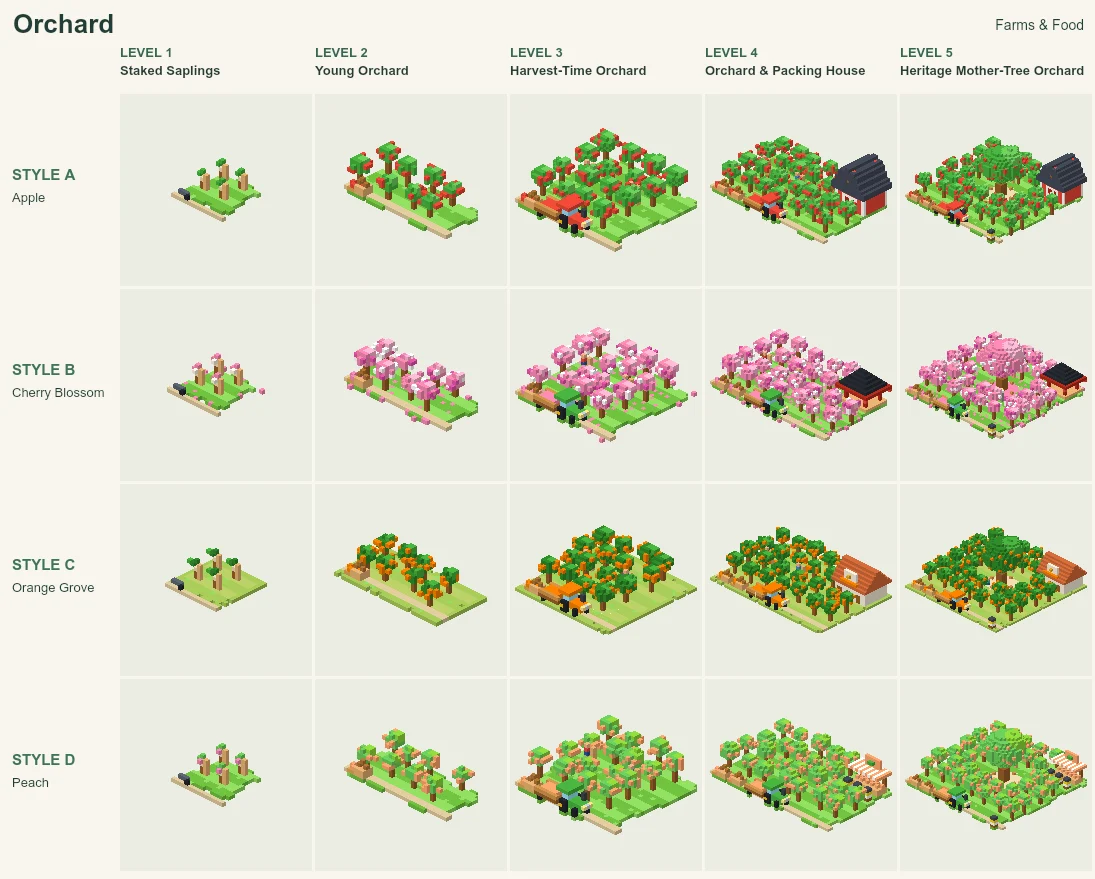 Orchard
Farms & Food
LEVEL 1
Staked Saplings
LEVEL 2
Young Orchard
LEVEL 3
Harvest-Time Orchard
LEVEL 4
Orchard & Packing House
LEVEL 5
Heritage Mother-Tree Orchard
STYLE A
Apple
STYLE B
Cherry Blossom
STYLE C
Orange Grove
STYLE D
Peach